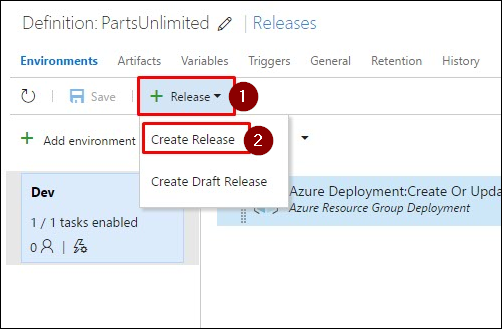 Definition: PartsUnlimited | Releases
Environments Artifacts Variables Triggers General Retention History
Save + Release 1
+ Add environment Create Release 2
Create Draft Release
Dev
1 / 1 tasks enabled
0
Azure Deployment:Create Or Upda
Azure Resource Group Deployment